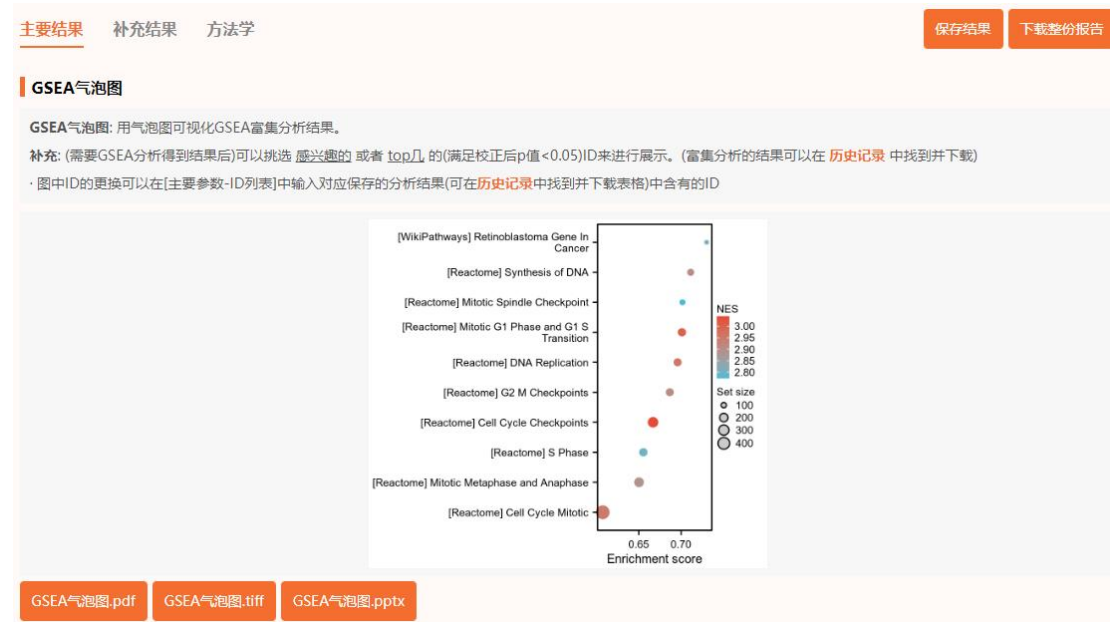 主要结果 补充结果 方法学 保存结果 下载整份报告
GSEA气泡图
GSEA气泡图: 用气泡图可视化GSEA富集分析结果。
补充: (需要GSEA分析得到结果后)可以挑选 感兴趣的 或者 top几 的(满足校正后p值<0.05)ID来进行展示。(富集分析的结果可以在 历史记录 中找到并下载)
· 图中ID的更换可以在[主要参数-ID列表]中输入对应保存的分析结果(可在历史记录中找到并下载表格)中含有的ID
[WikiPathways] Retinoblastoma Gene In
Cancer
[Reactome] Synthesis of DNA
[Reactome] Mitotic Spindle Checkpoint
[Reactome] Mitotic G1 Phase and G1 S
Transition
[Reactome] DNA Replication
[Reactome] G2 M Checkpoints
[Reactome] Cell Cycle Checkpoints
[Reactome] S Phase
[Reactome] Mitotic Metaphase and Anaphase
[Reactome] Cell Cycle Mitotic
0.65 0.70
Enrichment score
NES
3.00
2.95
2.90
2.85
2.80
Set size
100
200
300
400
GSEA气泡图.pdf GSEA气泡图.tiff GSEA气泡图.pptx